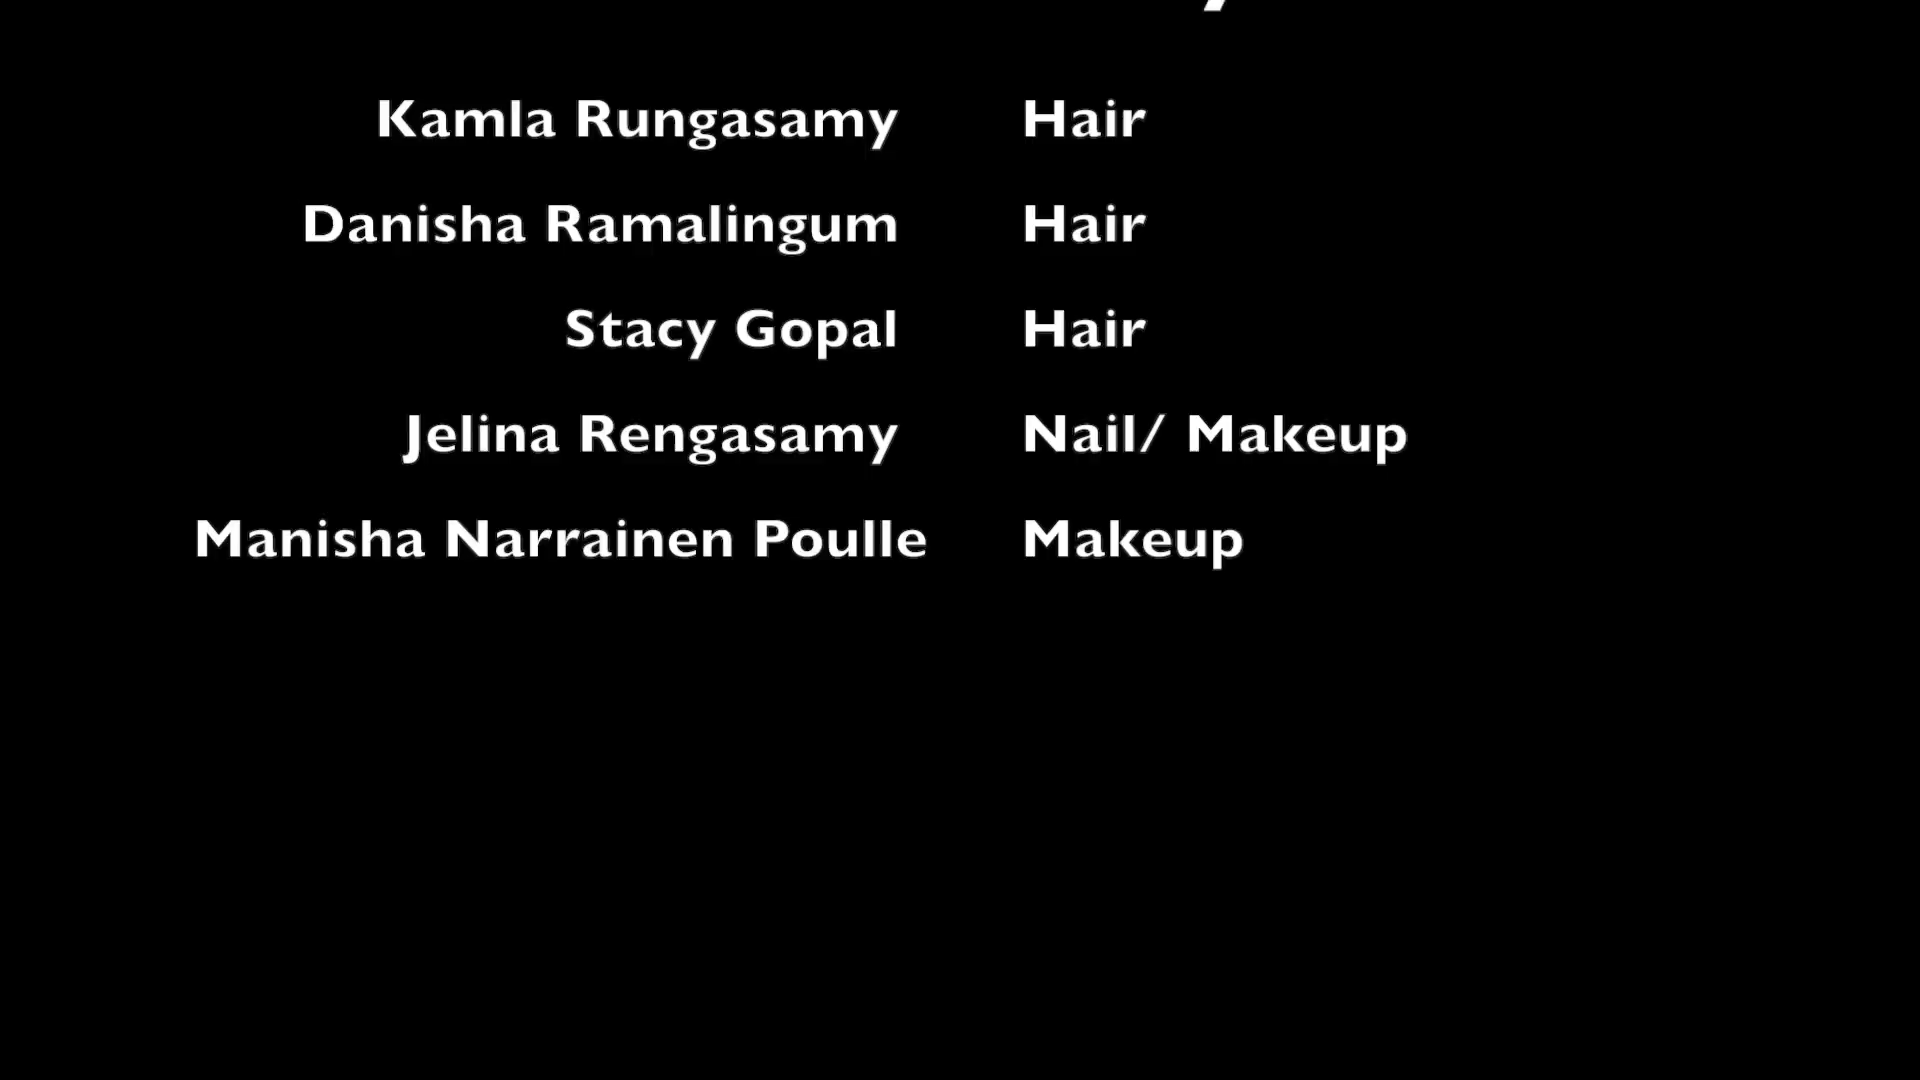 Kamla Rungasamy Hair
Danisha Ramalingum Hair
Stacy Gopal Hair
Jelina Rengasamy Nail/ Makeup
Manisha Narrainen Poulle Makeup